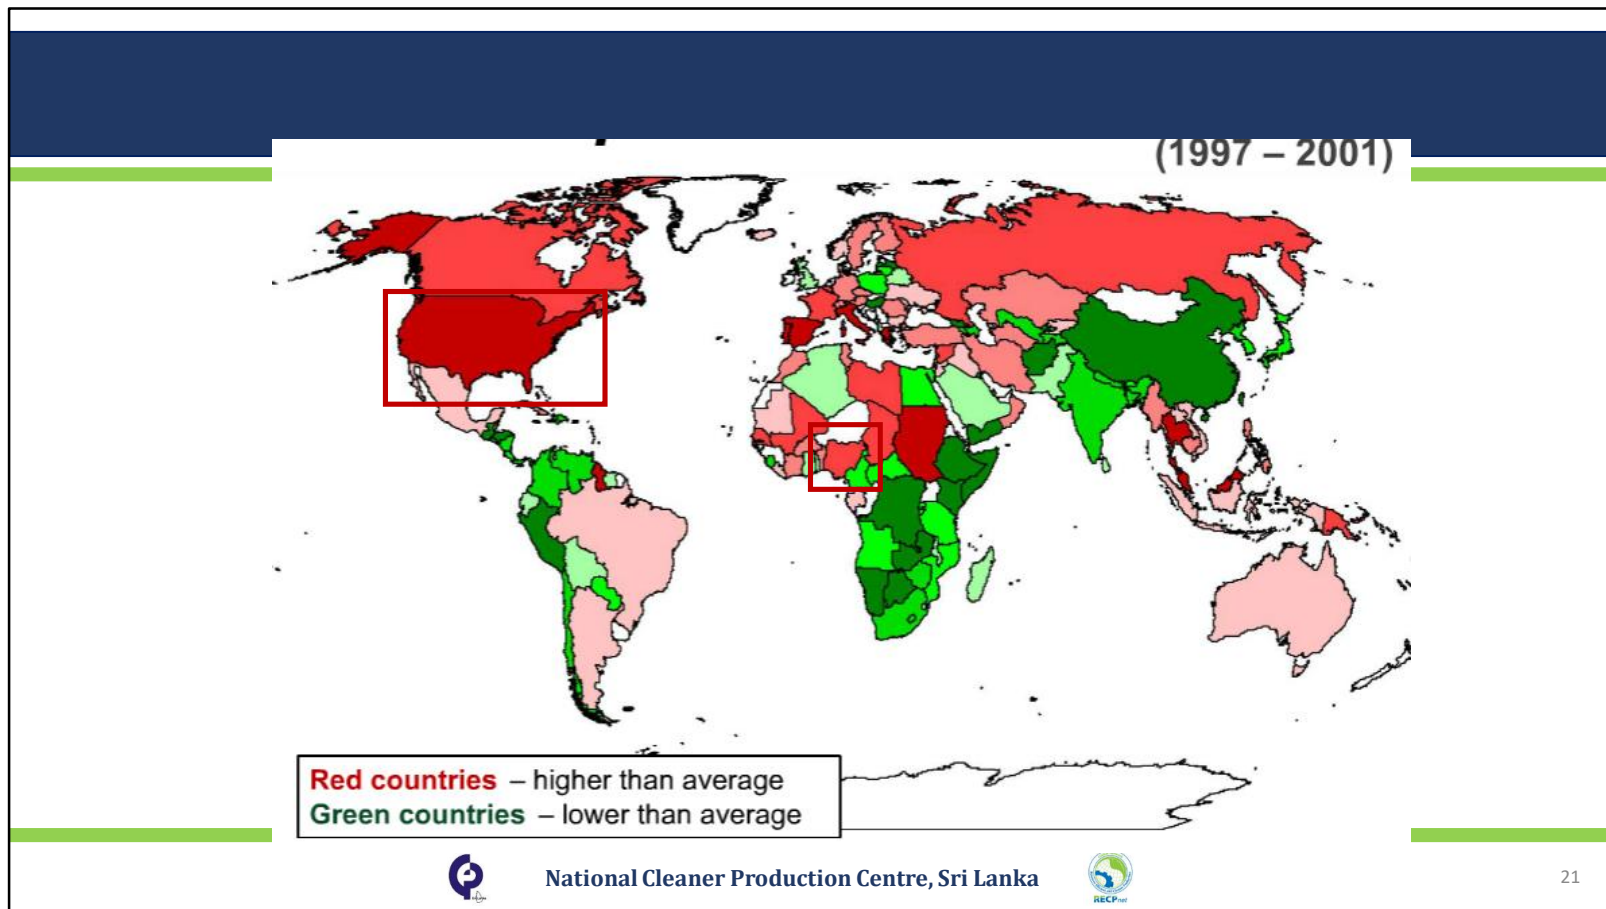 (1997 – 2001)
Red countries – higher than average
Green countries – lower than average
National Cleaner Production Centre, Sri Lanka
RECPnet
21